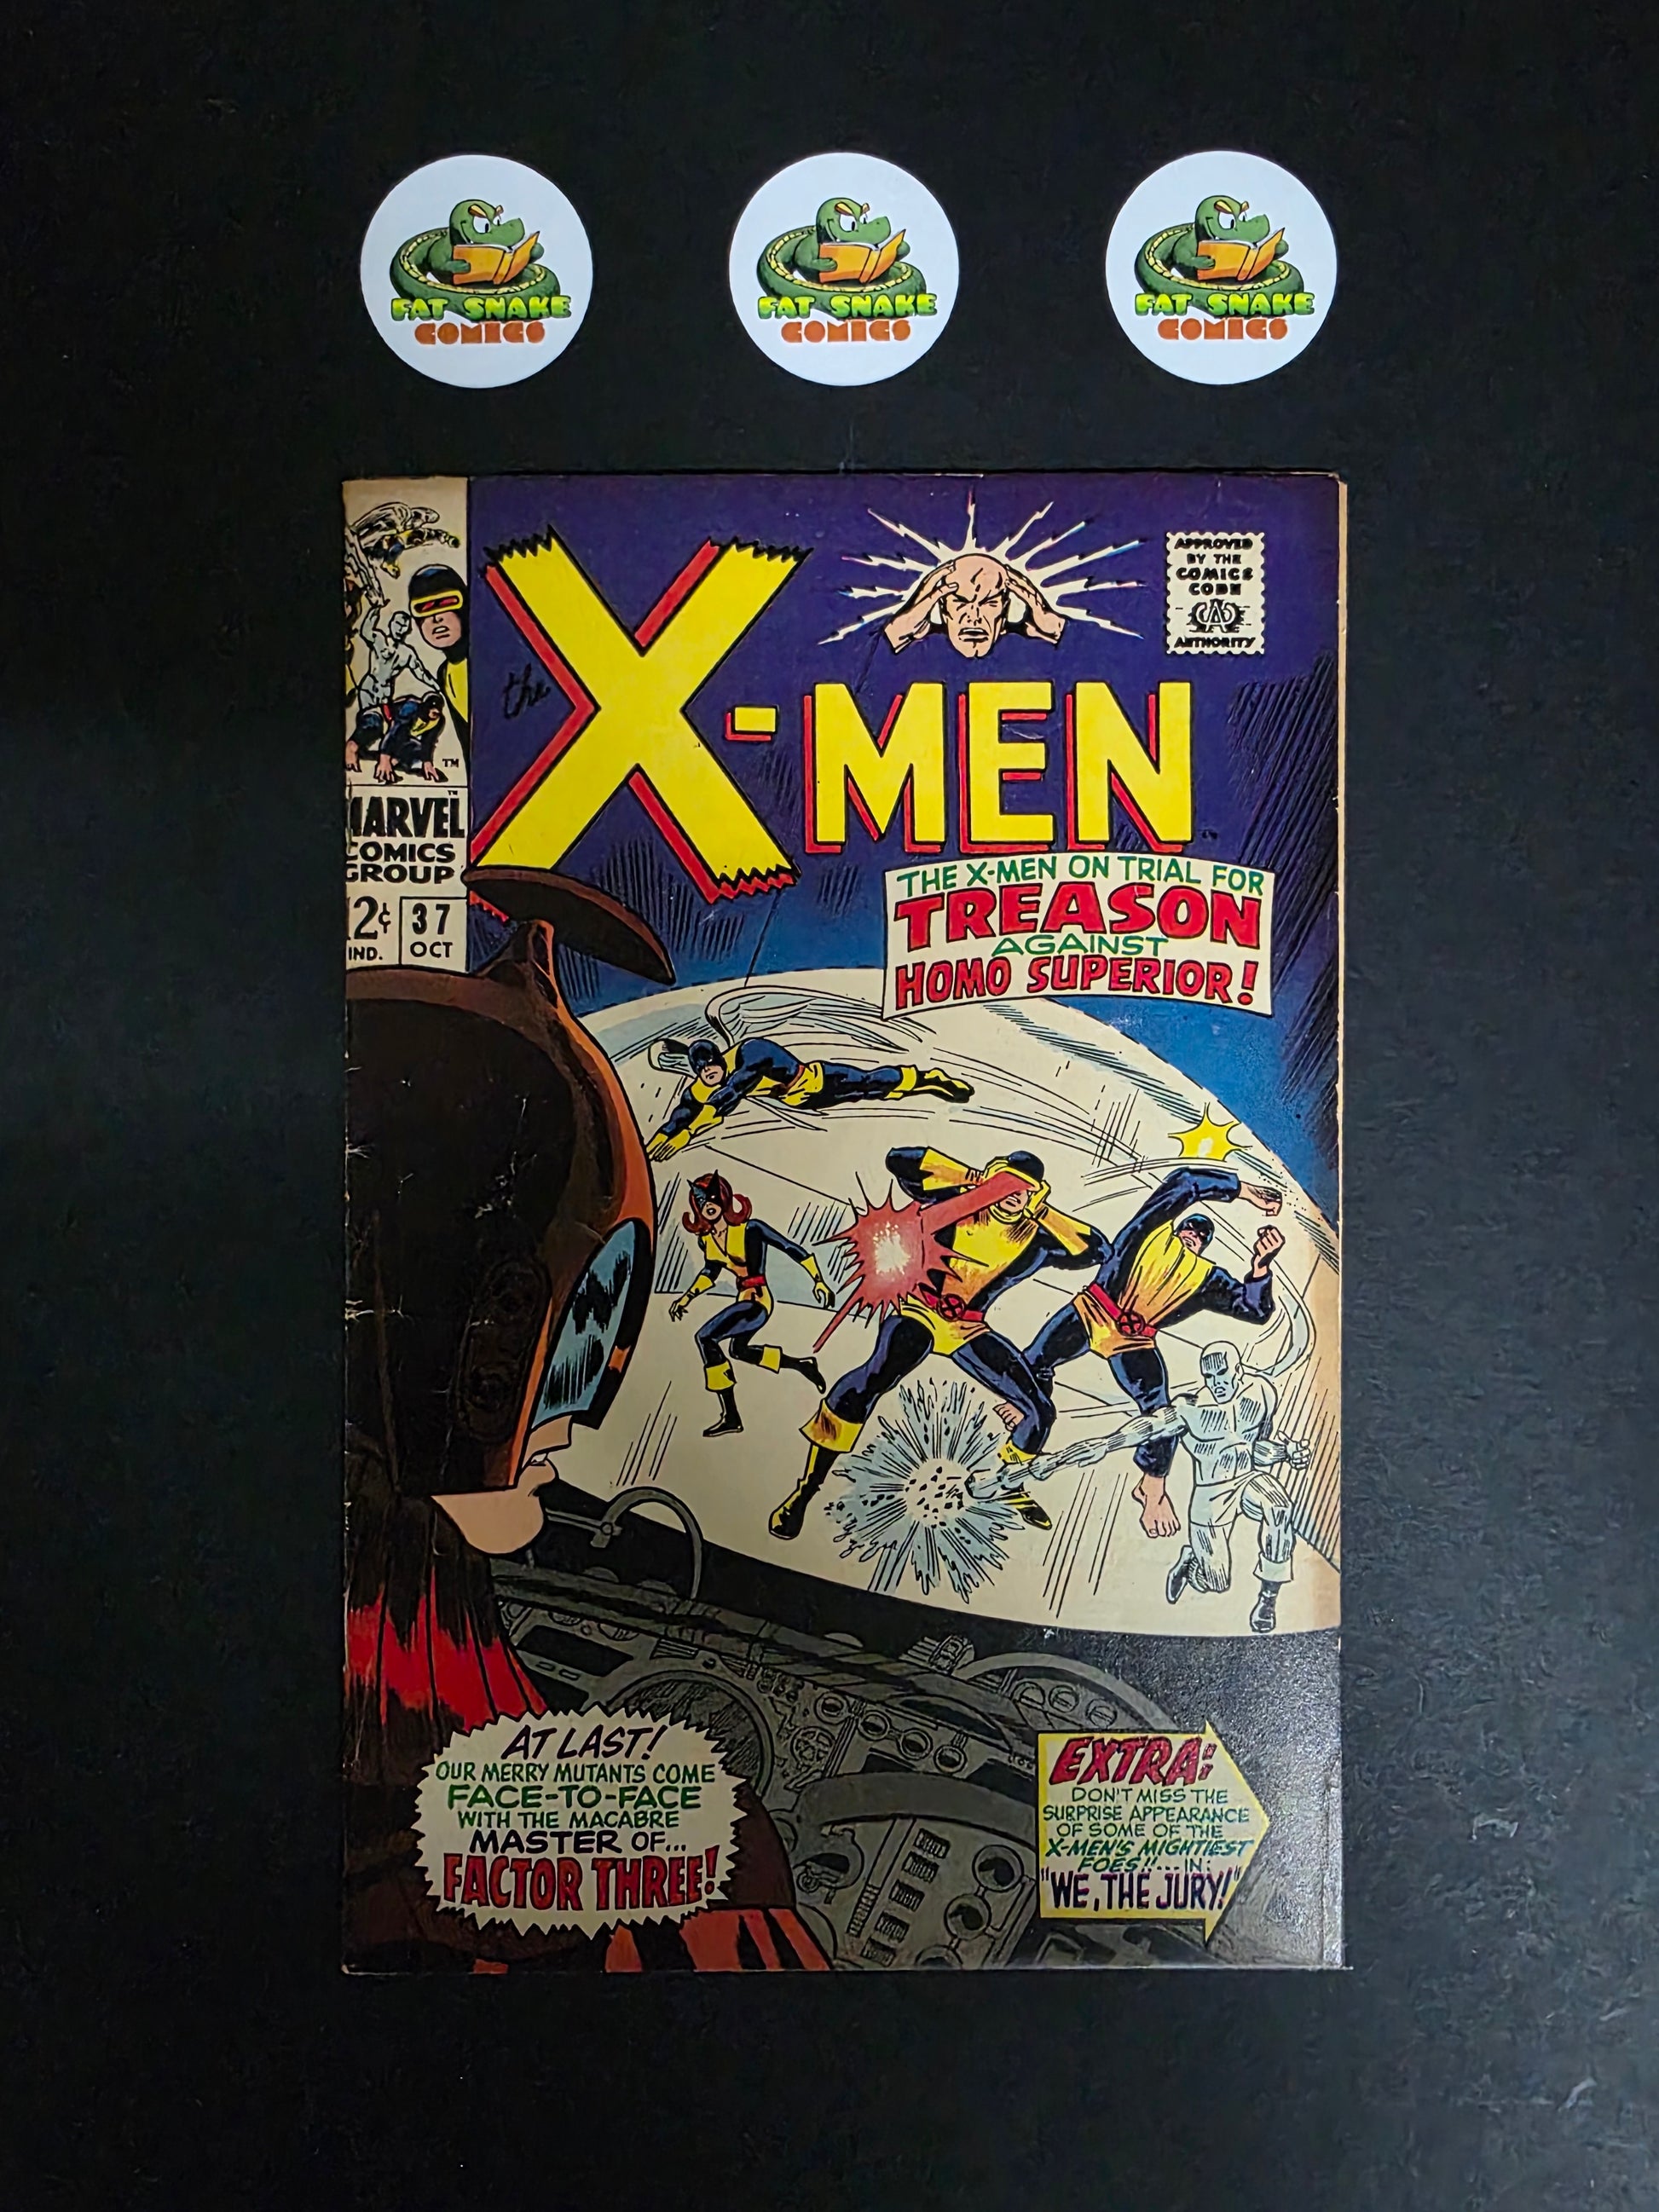 FAT SNAKE
COMICS
FAT SNAKE
COMICS
FAT SNAKE
COMICS
APPROVED
BY THE
COMICS
CODE
CA
AUTHORITY
the
X-MEN
TM
TM
MARVEL
COMICS
GROUP
12¢
IND.
37
OCT
THE X-MEN ON TRIAL FOR
TREASON
AGAINST
HOMO SUPERIOR!
AT LAST!
OUR MERRY MUTANTS COME
FACE-TO-FACE
WITH THE MACABRE
MASTER OF...
FACTOR THREE!
EXTRA:
DON'T MISS THE
SURPRISE APPEARANCE
OF SOME OF THE
X-MEN'S MIGHTIEST
FOES!!...IN:
"WE, THE JURY!"